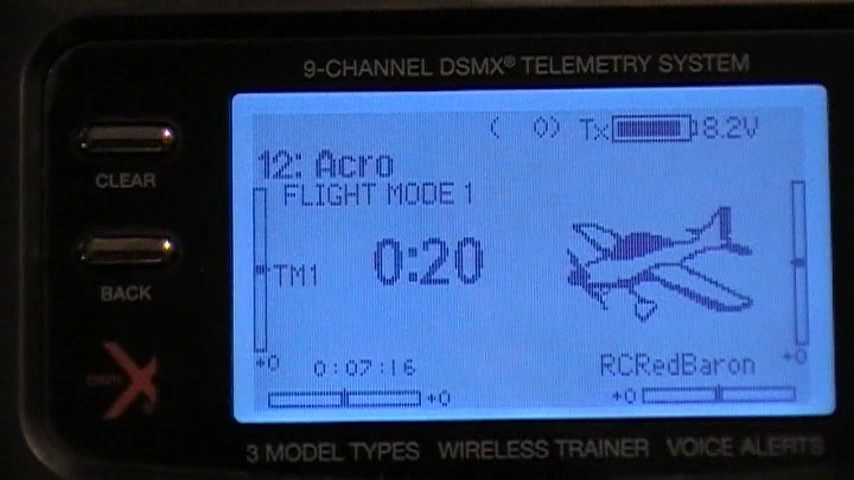 9-CHANNEL DSMX® TELEMETRY SYSTEM
( 0) Tx 8.2V
12: Acro
CLEAR
FLIGHT MODE 1
0:20
TM1
BACK
+0 0:07:16 RCRedBaron +0
+0 +0
3 MODEL TYPES WIRELESS TRAINER VOICE ALERTS